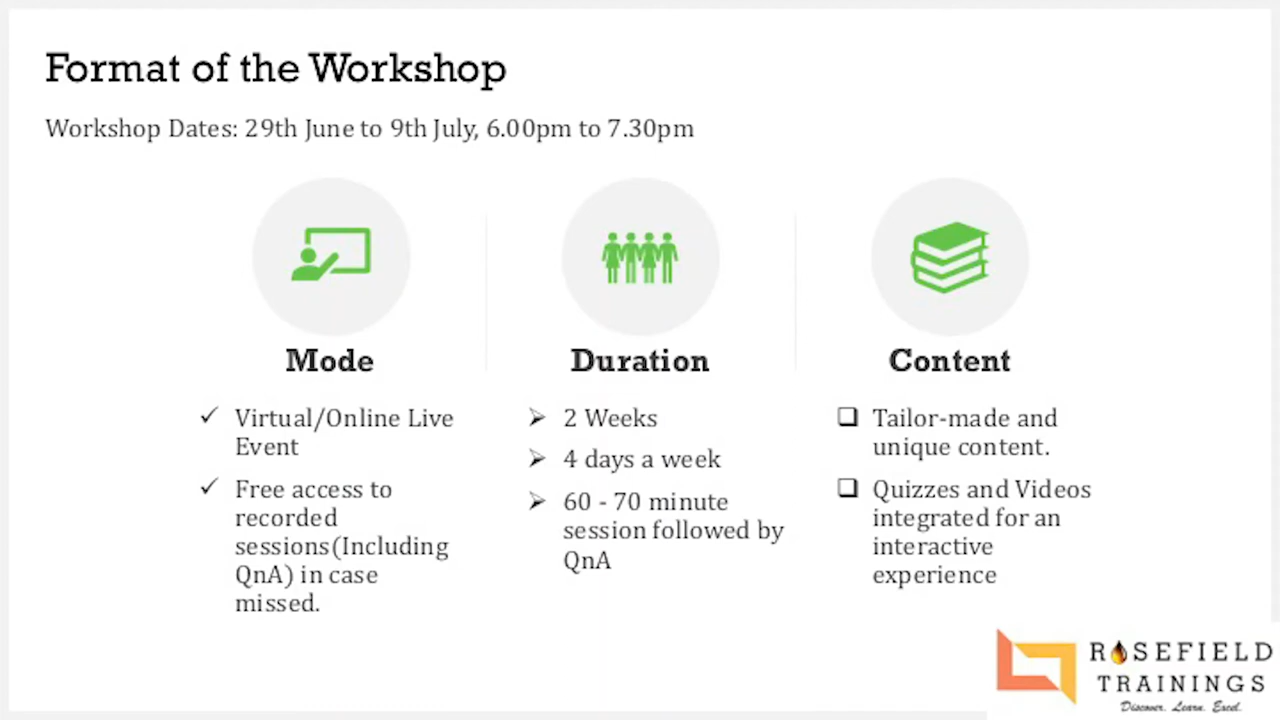 Format of the Workshop
Workshop Dates: 29th June to 9th July, 6.00pm to 7.30pm
Mode
Virtual/Online Live
Event
Free access to
recorded
sessions(Including
QnA) in case
missed.
Duration
2 Weeks
4 days a week
60 - 70 minute
session followed by
QnA
Content
Tailor-made and
unique content.
Quizzes and Videos
integrated for an
interactive
experience
ROSEFIELD
TRAININGS
Discover. Learn. Excel.